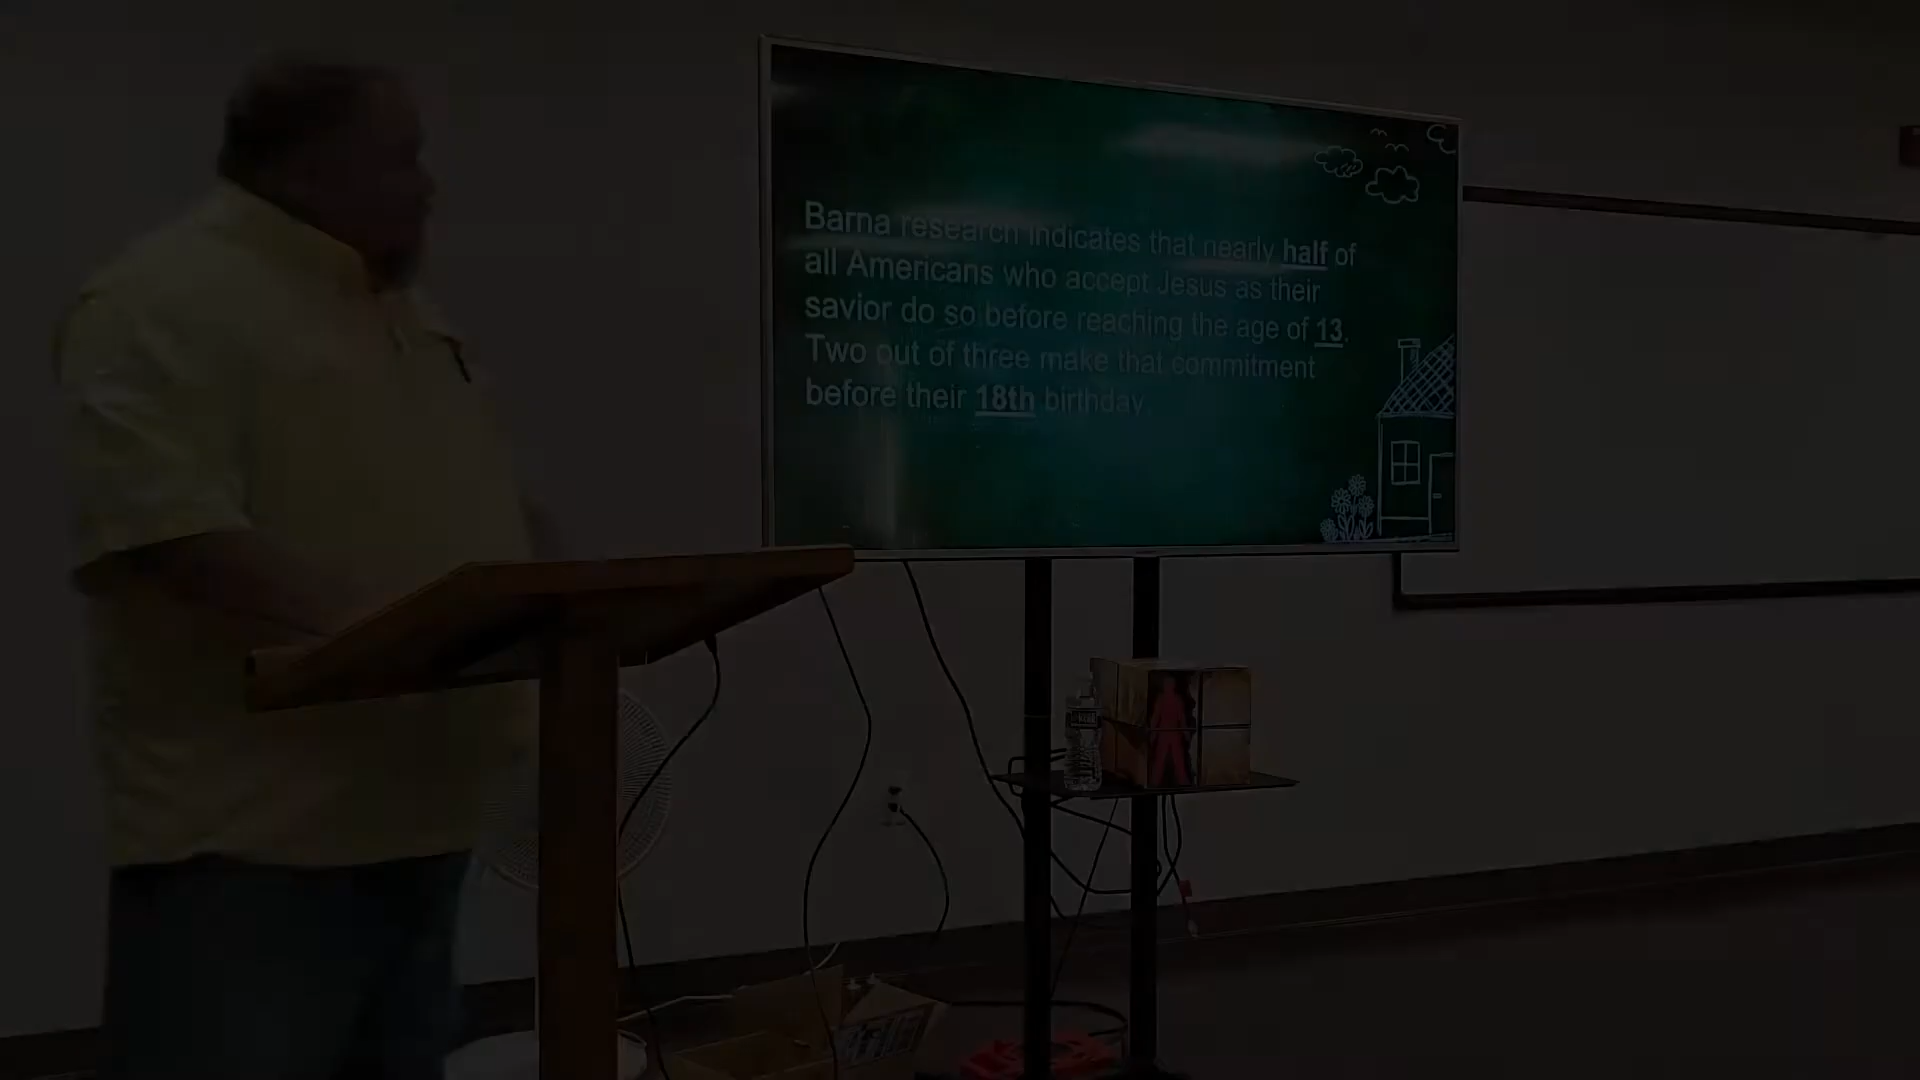 Barna research indicates that nearly half of
all Americans who accept Jesus as their
savior do so before reaching the age of 13.
Two out of three make that commitment
before their 18th birthday.